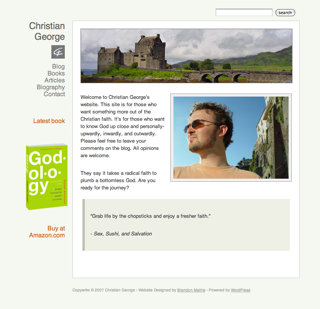 search
Christian
George
CG
Blog
Books
Articles
Biography
Contact
Latest book
God-
ol-o-
gy
Buy at
Amazon.com
Welcome to Christian George's
website. This site is for those who
want something more out of the
Christian faith. It's for those who want
to know God up close and personally-
upwardly, inwardly, and outwardly.
Please feel free to leave your
comments on the blog. All opinions
are welcome.
They say it takes a radical faith to
plumb a bottomless God. Are you
ready for the journey?
"Grab life by the chopsticks and enjoy a fresher faith."
- Sex, Sushi, and Salvation
Copywrite © 2007 Christian George - Website Designed by Brandon Mathis - Powered by WordPress